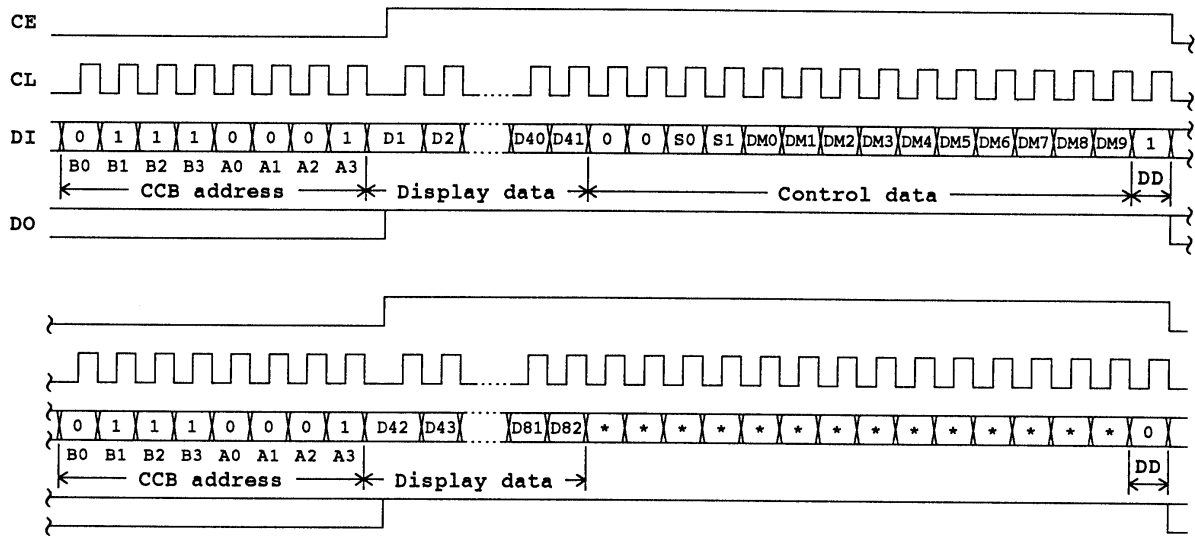 CE
CL
DI 0 1 1 1 0 0 0 1 D1 D2 D40 D41 0 0 S0 S1 DM0 DM1 DM2 DM3 DM4 DM5 DM6 DM7 DM8 DM9 1
B0 B1 B2 B3 A0 A1 A2 A3 DD
CCB address Display data Control data
DO
0 1 1 1 0 0 0 1 D42 D43 D81 D82 * * * * * * * * * * * * * * 0
B0 B1 B2 B3 A0 A1 A2 A3 DD
CCB address Display data